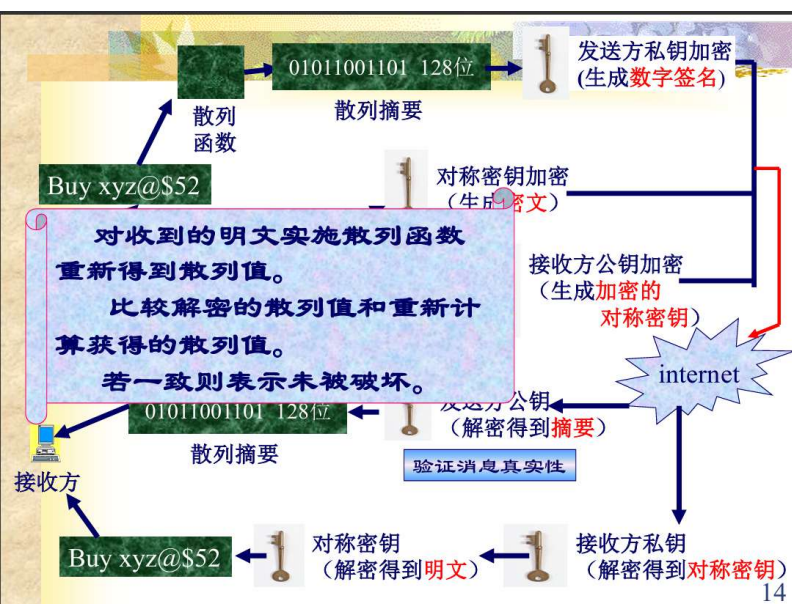 01011001101 128位
散列摘要
散列
函数
发送方私钥加密
(生成数字签名)
Buy xyz@$52
对称密钥加密
（生成密文）
接收方公钥加密
（生成加密的
对称密钥）
internet
对收到的明文实施散列函数
重新得到散列值。
比较解密的散列值和重新计
算获得的散列值。
若一致则表示未被破坏。
01011001101 128位
散列摘要
发送方公钥
（解密得到摘要）
验证消息真实性
接收方
Buy xyz@$52
对称密钥
（解密得到明文）
接收方私钥
（解密得到对称密钥）
14